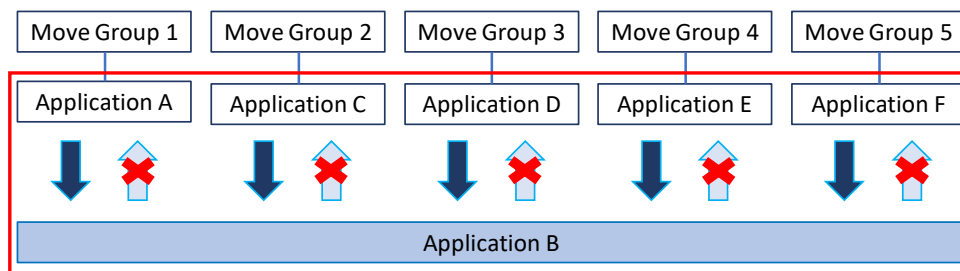 Move Group 1
Move Group 2
Move Group 3
Move Group 4
Move Group 5
Application A
Application C
Application D
Application E
Application F
Application B